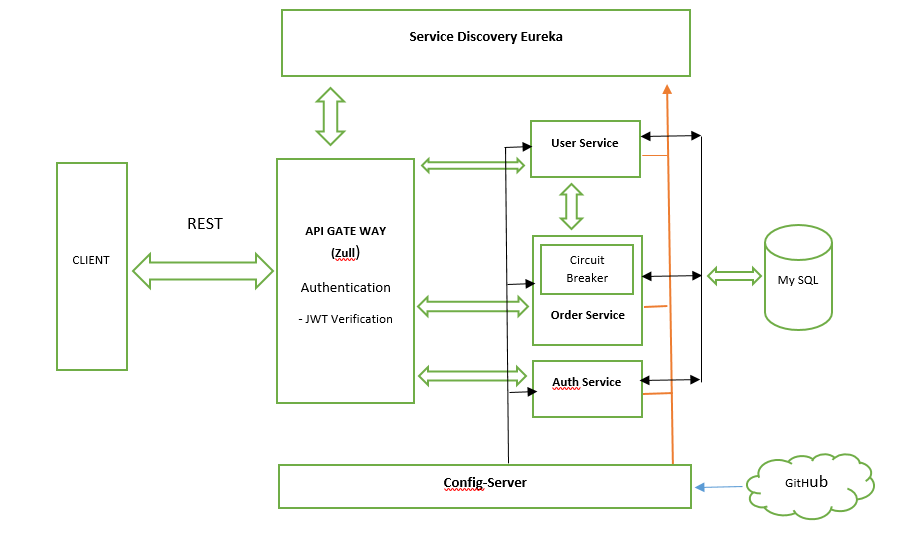 Service Discovery Eureka
User Service
REST
API GATE WAY
(Zull)
CLIENT
Authentication
- JWT Verification
Circuit
Breaker
Order Service
My SQL
Auth Service
Config-Server
GitHub